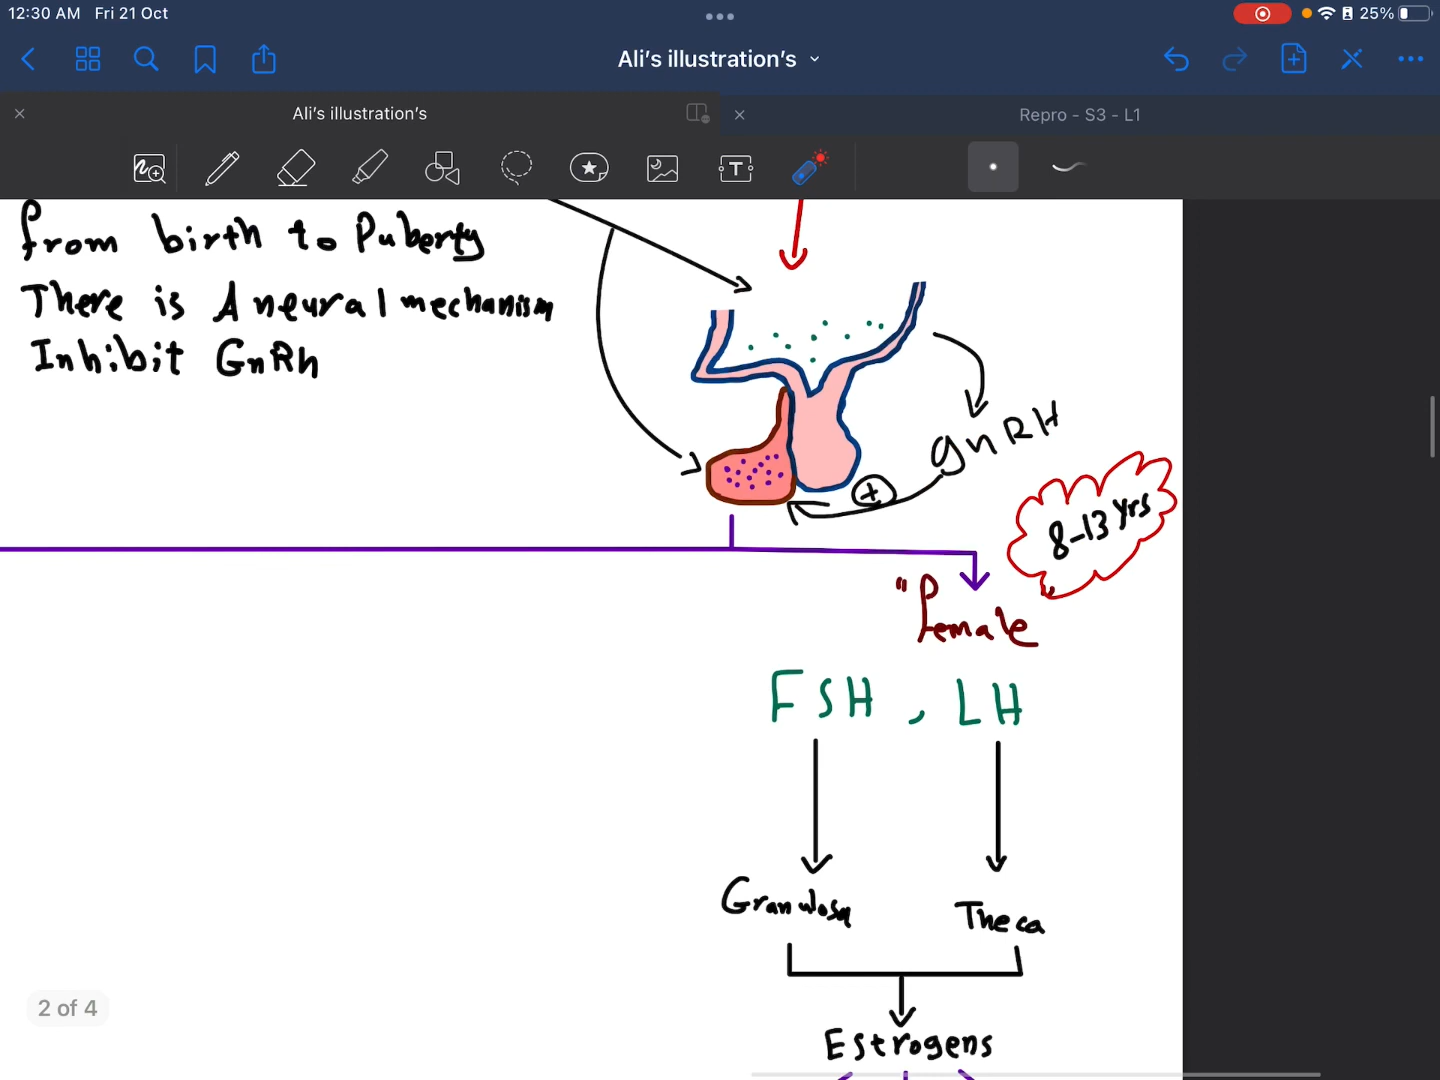 12:30 AM Fri 21 Oct
25%
Ali's illustration's
Ali's illustration's
Repro - S3 - L1
T
from birth to Puberty
There is A neural mechanism
Inhibit GnRh
gnRH
+
8-13 yrs
"Female
FSH , LH
Granulosa
Theca
Estrogens
2 of 4